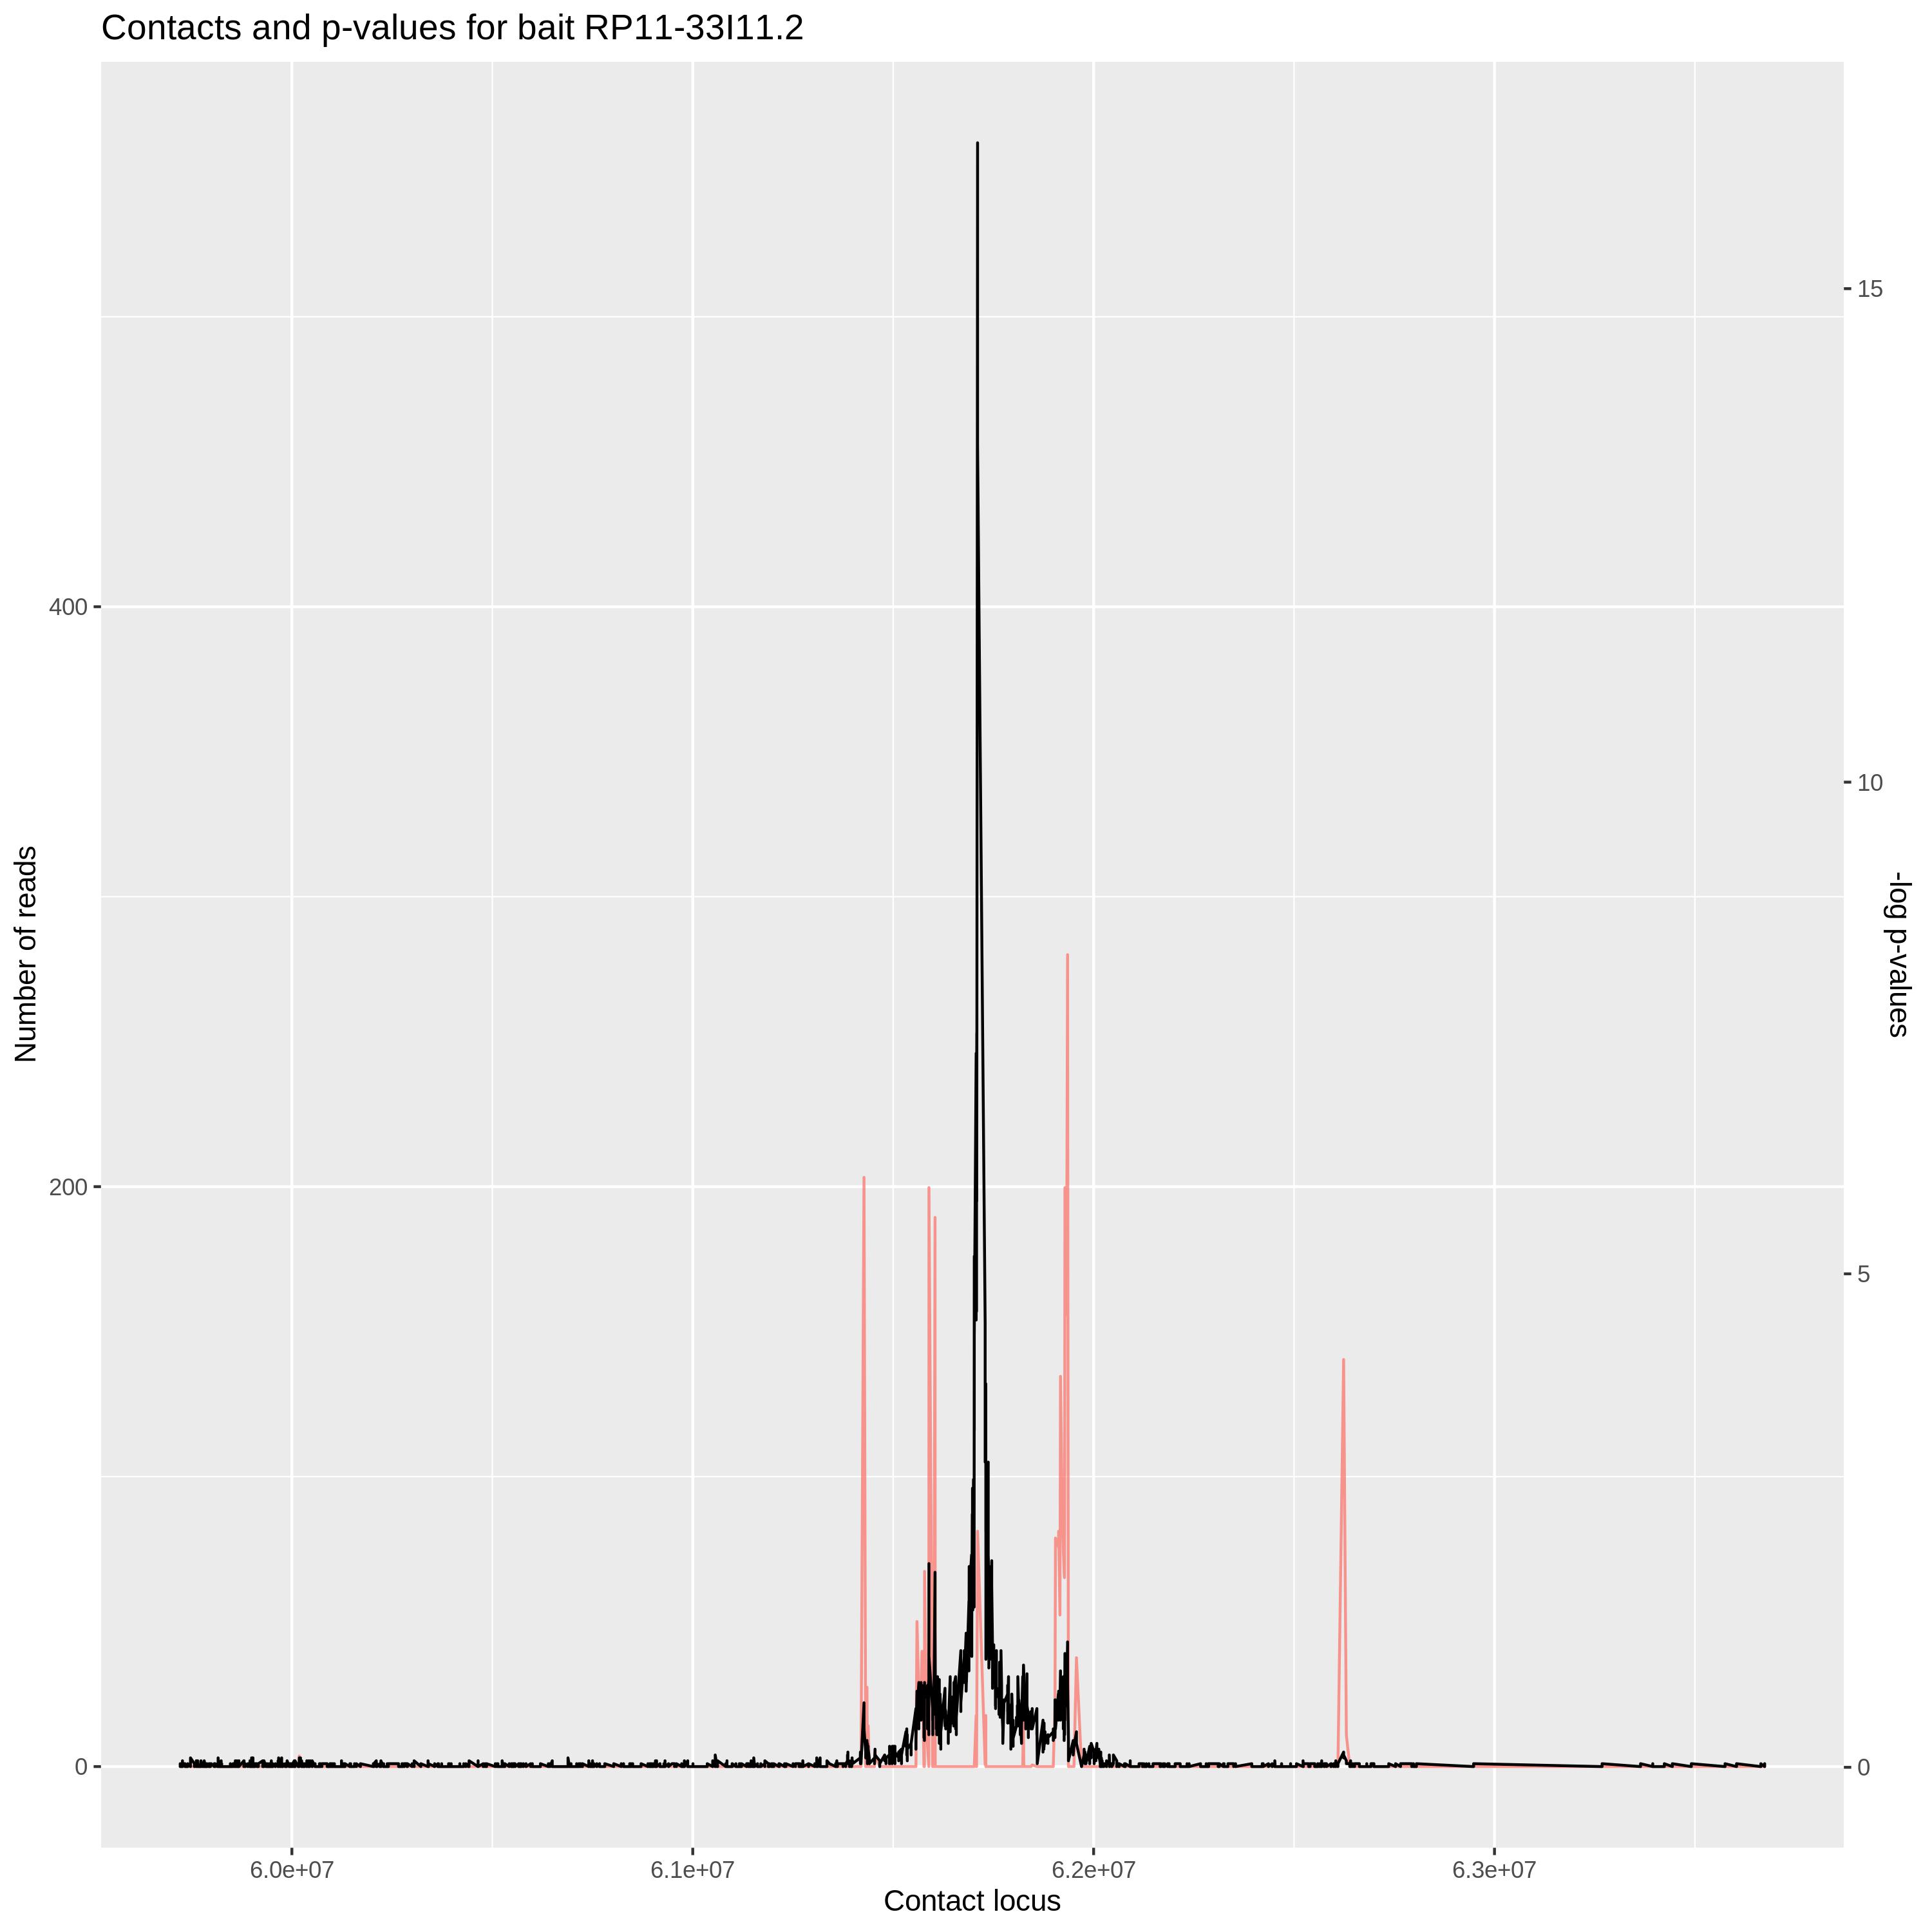 Contacts and p-values for bait RP11-33I11.2
Number of reads
400
200
0
15
10
5
0
-log p-values
6.0e+07
6.1e+07
6.2e+07
6.3e+07
Contact locus